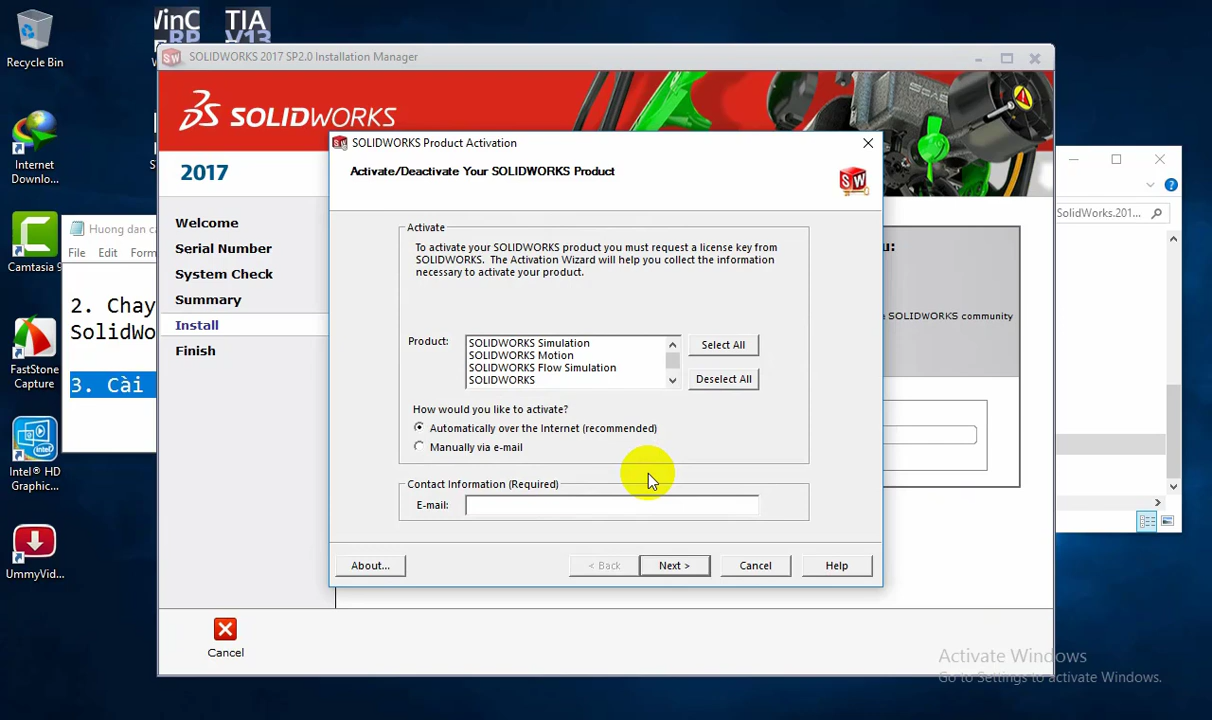 Recycle Bin
Internet
Downlo...
Camtasia 9
FastStone
Capture
Intel® HD
Graphic...
UmmyVid...
WinC
RP
TIA
V13
Huong dan
File Edit
2. Chay
3. Cài
SOLIDWORKS 2017 SP2.0 Installation Manager
SOLIDWORKS
2017
Welcome
Serial Number
System Check
Summary
Install
Finish
Cancel
SOLIDWORKS Product Activation
Activate/Deactivate Your SOLIDWORKS Product
SW
Activate
To activate your SOLIDWORKS product you must request a license key from
SOLIDWORKS. The Activation Wizard will help you collect the information
necessary to activate your product.
Product:
SOLIDWORKS Simulation
SOLIDWORKS Motion
SOLIDWORKS Flow Simulation
SOLIDWORKS
Select All
Deselect All
How would you like to activate?
Automatically over the Internet (recommended)
Manually via e-mail
Contact Information (Required)
E-mail:
About...
< Back
Next >
Cancel
Help
SOLIDWORKS community
SolidWorks.201...
Activate Windows
Go to Settings to activate Windows.